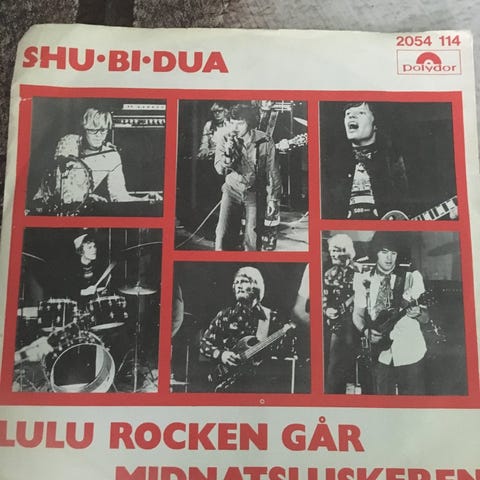 SHU·BI·DUA
2054 114
Polydor
LULU ROCKEN GÅR
MIDNATSLUSKEREN